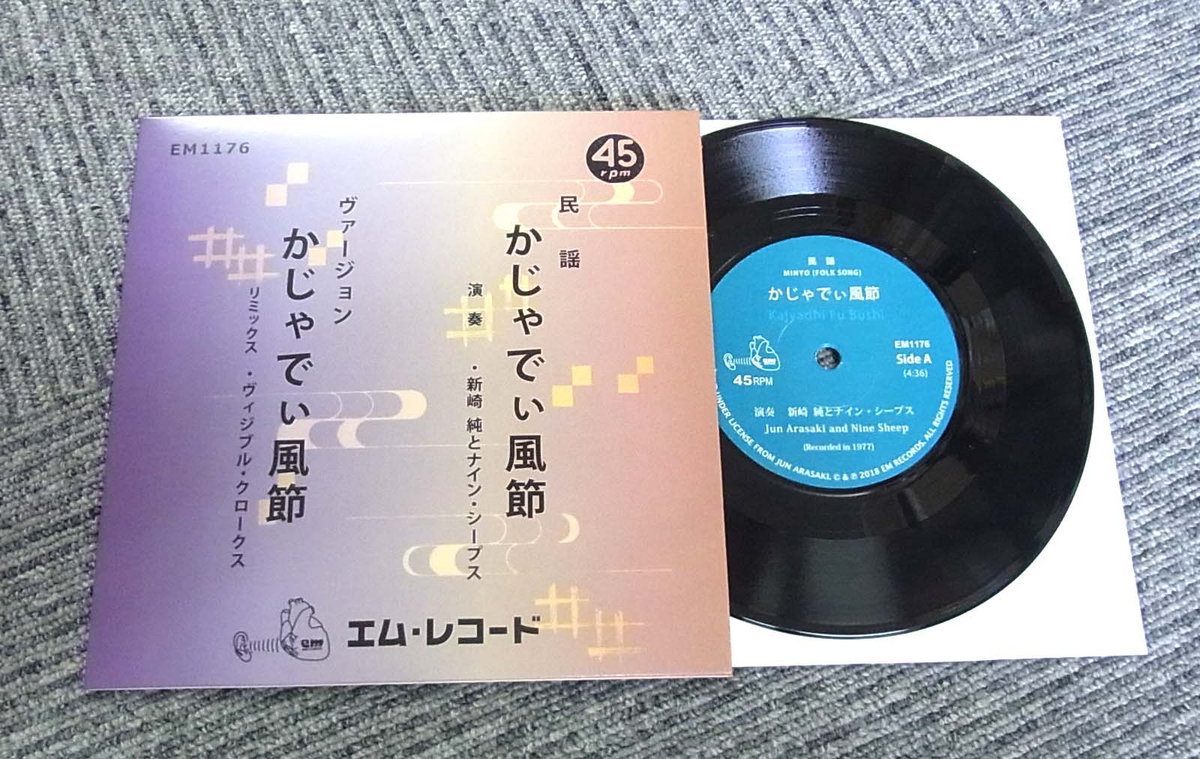 EM1176
45
rpm
民謡
かじゃでぃ風節
演奏・新崎 純とナイン・シープス
ヴァージョン
かじゃでぃ風節
リミックス・ヴィジブル・クロークス
em
エム・レコード
民謡
MINYO (FOLK SONG)
かじゃでぃ風節
Kajyadhi Fu Bushi
EM1176
Side A
(4:36)
45RPM
演奏 新崎 純とナイン・シープス
Jun Arasaki and Nine Sheep
(Recorded in 1977)
UNDER LICENSE FROM JUN ARASAKI. © & ℗ 2018 EM RECORDS, ALL RIGHTS RESERVED